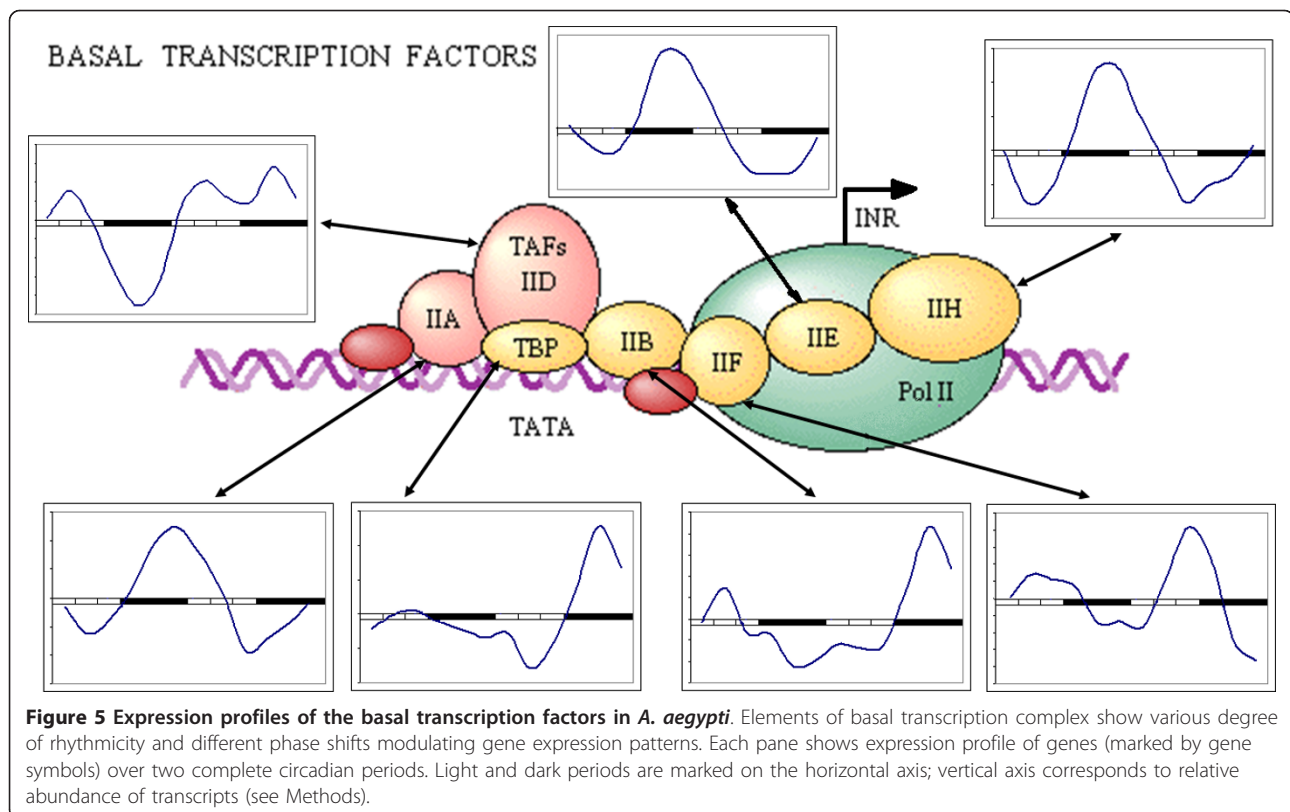 BASAL TRANSCRIPTION FACTORS
INR
TAFs
IID
IIA
IIH
TBP
IIB
IIF
IIE
Pol II
TATA
Figure 5 Expression profiles of the basal transcription factors in A. aegypti. Elements of basal transcription complex show various degree
of rhythmicity and different phase shifts modulating gene expression patterns. Each pane shows expression profile of genes (marked by gene
symbols) over two complete circadian periods. Light and dark periods are marked on the horizontal axis; vertical axis corresponds to relative
abundance of transcripts (see Methods).